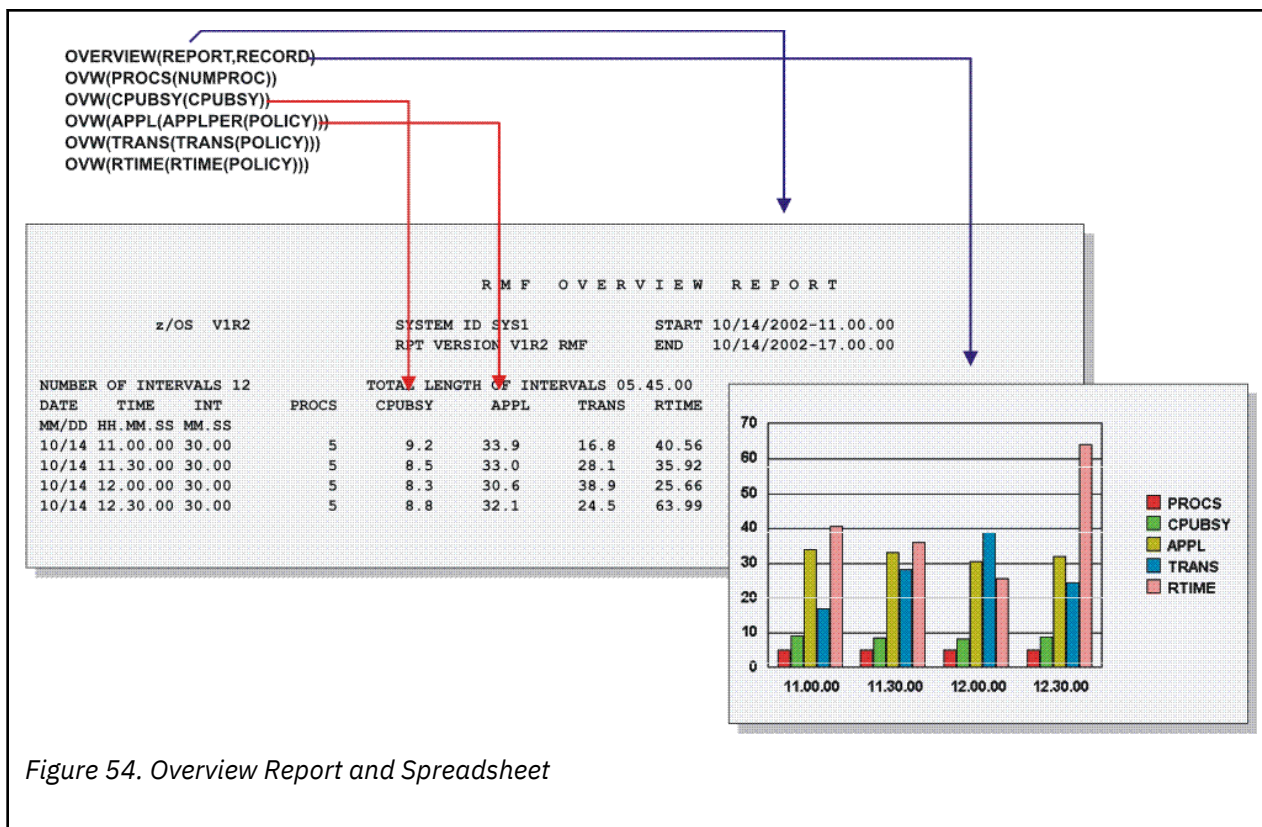 OVERVIEW(REPORT,RECORD)
OVW(PROCS(NUMPROC))
OVW(CPUBSY(CPUBSY))
OVW(APPL(APPLPER(POLICY)))
OVW(TRANS(TRANS(POLICY)))
OVW(RTIME(RTIME(POLICY)))
R M F   O V E R V I E W   R E P O R T
z/OS V1R2 SYSTEM ID SYS1 START 10/14/2002-11.00.00
RPT VERSION V1R2 RMF END 10/14/2002-17.00.00
NUMBER OF INTERVALS 12 TOTAL LENGTH OF INTERVALS 05.45.00
DATE TIME INT PROCS CPUBSY APPL TRANS RTIME
MM/DD HH.MM.SS MM.SS
10/14 11.00.00 30.00 5 9.2 33.9 16.8 40.56
10/14 11.30.00 30.00 5 8.5 33.0 28.1 35.92
10/14 12.00.00 30.00 5 8.3 30.6 38.9 25.66
10/14 12.30.00 30.00 5 8.8 32.1 24.5 63.99
70
60
50
40
30
20
10
0
11.00.00 11.30.00 12.00.00 12.30.00
PROCS
CPUBSY
APPL
TRANS
RTIME
Figure 54. Overview Report and Spreadsheet